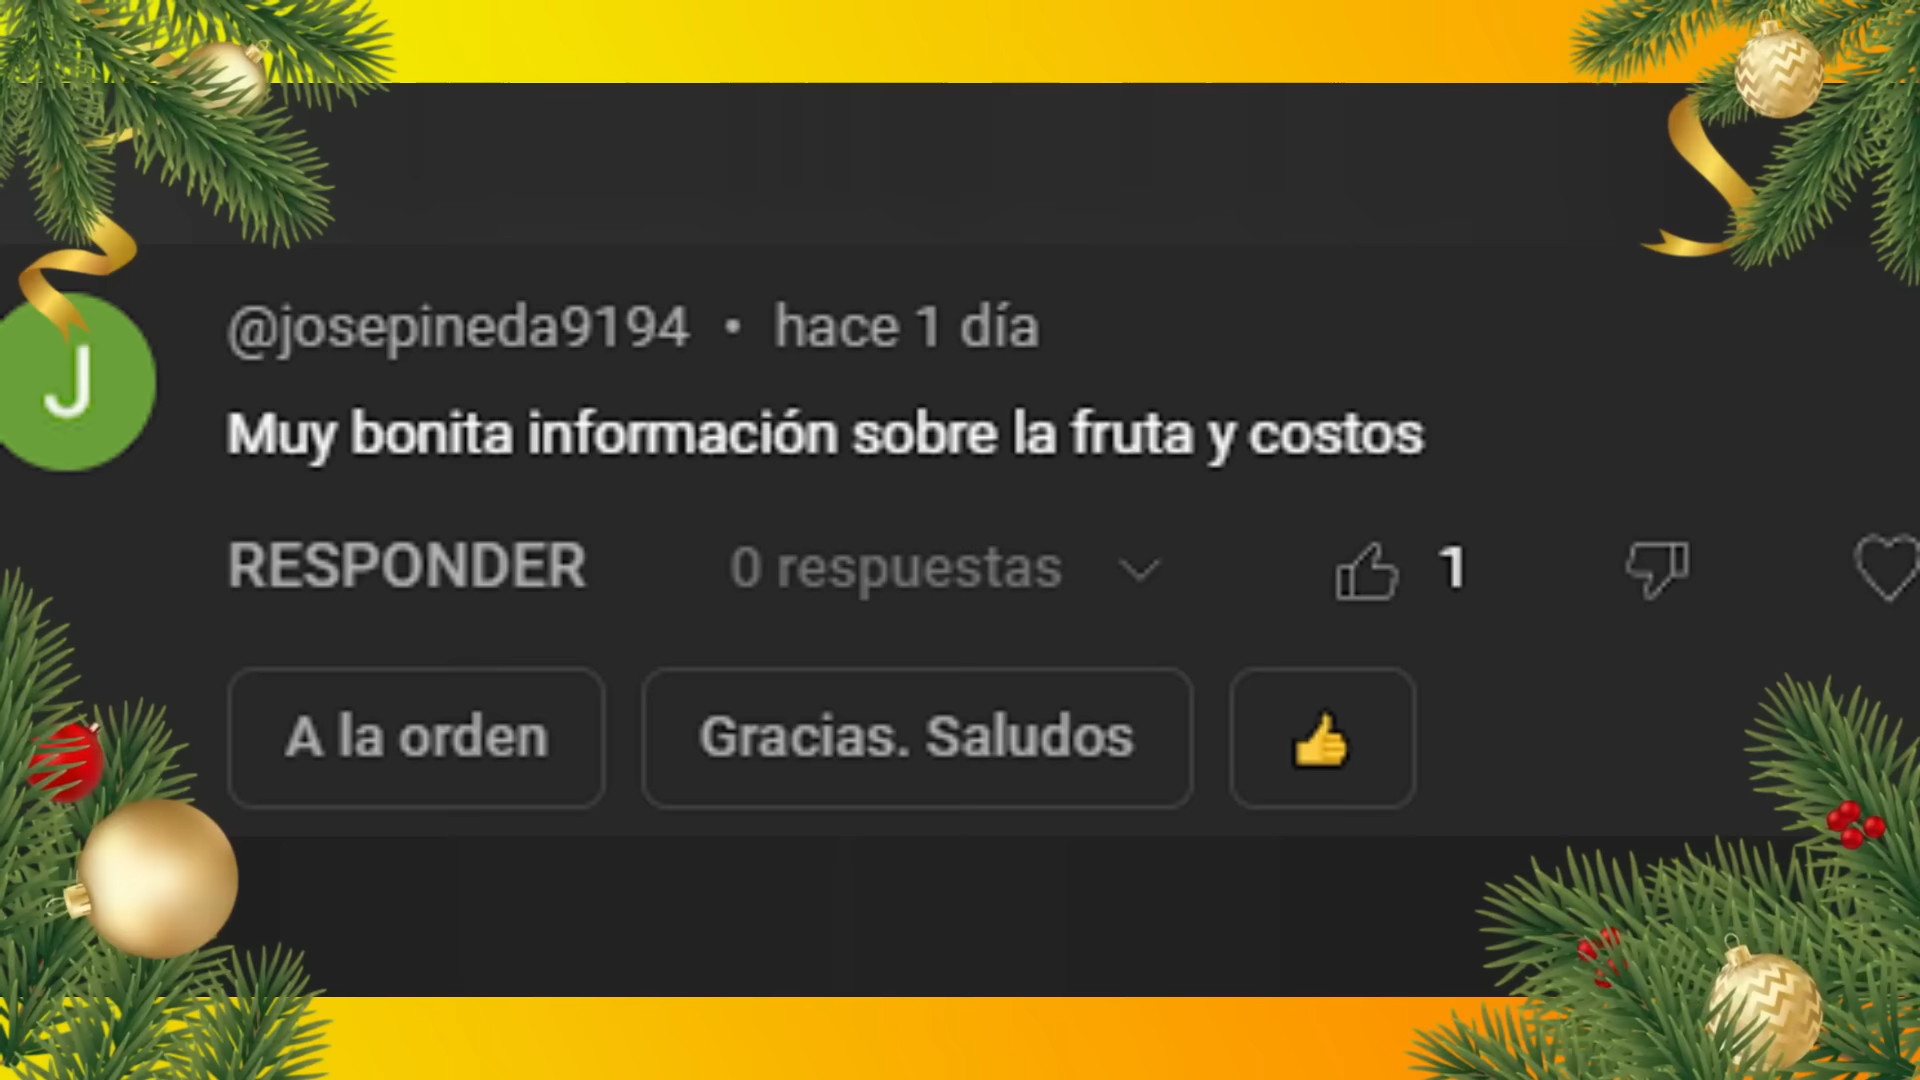 J
@josepineda9194 • hace 1 día
Muy bonita información sobre la fruta y costos
RESPONDER 0 respuestas 1
A la orden Gracias. Saludos 👍